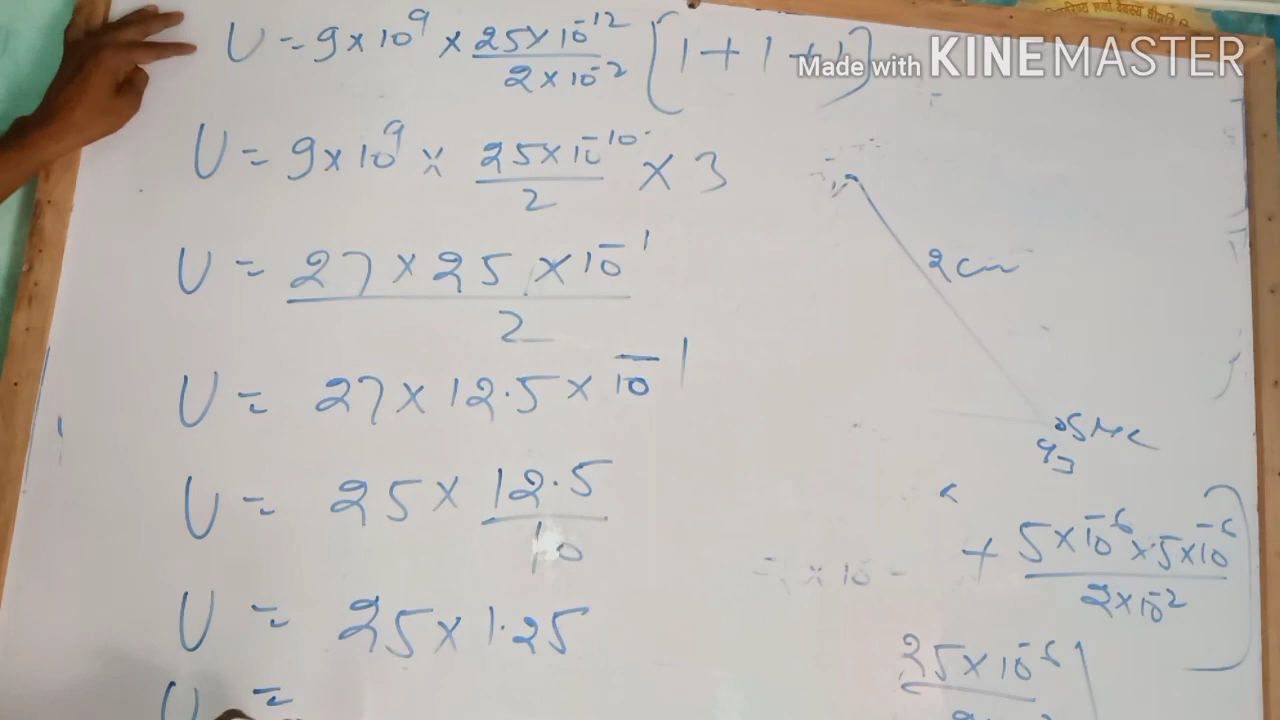 U = 9 × 10⁹ × 25×10⁻¹² / 2 × 10⁻² [1 + 1 + 1]
Made with KINEMASTER
U = 9 × 10⁹ × 25×10⁻¹⁰ / 2 × 3
U = 27 × 25 × 10⁻¹ / 2
2cm
U = 27 × 12.5 × 10⁻¹
5μc
q₃
U = 25 × 12.5 / 10
+ 5×10⁻⁶ × 5×10⁻⁶ / 2×10⁻²
U = 25 × 1.25
25×10⁻⁶
U =